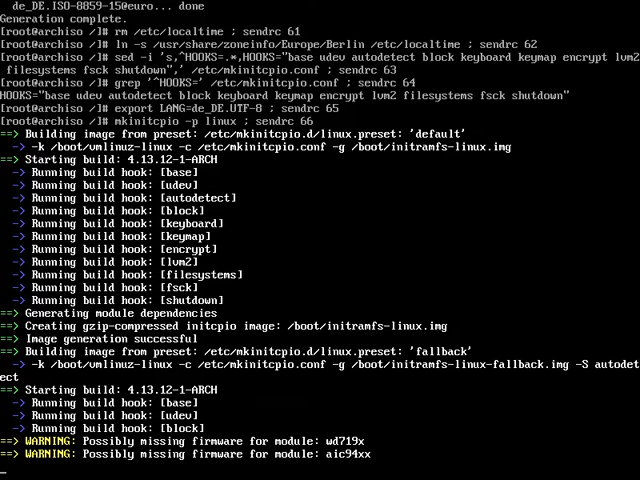 de_DE.ISO-8859-15@euro... done
Generation complete.
[root@archiso /]# rm /etc/localtime ; sendrc 61
[root@archiso /]# ln -s /usr/share/zoneinfo/Europe/Berlin /etc/localtime ; sendrc 62
[root@archiso /]# sed -i 's,^HOOKS=.*,HOOKS="base udev autodetect block keyboard keymap encrypt lvm2
filesystems fsck shutdown",' /etc/mkinitcpio.conf ; sendrc 63
[root@archiso /]# grep '^HOOKS=' /etc/mkinitcpio.conf ; sendrc 64
HOOKS="base udev autodetect block keyboard keymap encrypt lvm2 filesystems fsck shutdown"
[root@archiso /]# export LANG=de_DE.UTF-8 ; sendrc 65
[root@archiso /]# mkinitcpio -p linux ; sendrc 66
==> Building image from preset: /etc/mkinitcpio.d/linux.preset: 'default'
-> -k /boot/vmlinuz-linux -c /etc/mkinitcpio.conf -g /boot/initramfs-linux.img
==> Starting build: 4.13.12-1-ARCH
-> Running build hook: [base]
-> Running build hook: [udev]
-> Running build hook: [autodetect]
-> Running build hook: [block]
-> Running build hook: [keyboard]
-> Running build hook: [keymap]
-> Running build hook: [encrypt]
-> Running build hook: [lvm2]
-> Running build hook: [filesystems]
-> Running build hook: [fsck]
-> Running build hook: [shutdown]
==> Generating module dependencies
==> Creating gzip-compressed initcpio image: /boot/initramfs-linux.img
==> Image generation successful
==> Building image from preset: /etc/mkinitcpio.d/linux.preset: 'fallback'
-> -k /boot/vmlinuz-linux -c /etc/mkinitcpio.conf -g /boot/initramfs-linux-fallback.img -S autodet
ect
==> Starting build: 4.13.12-1-ARCH
-> Running build hook: [base]
-> Running build hook: [udev]
-> Running build hook: [block]
==> WARNING: Possibly missing firmware for module: wd719x
==> WARNING: Possibly missing firmware for module: aic94xx